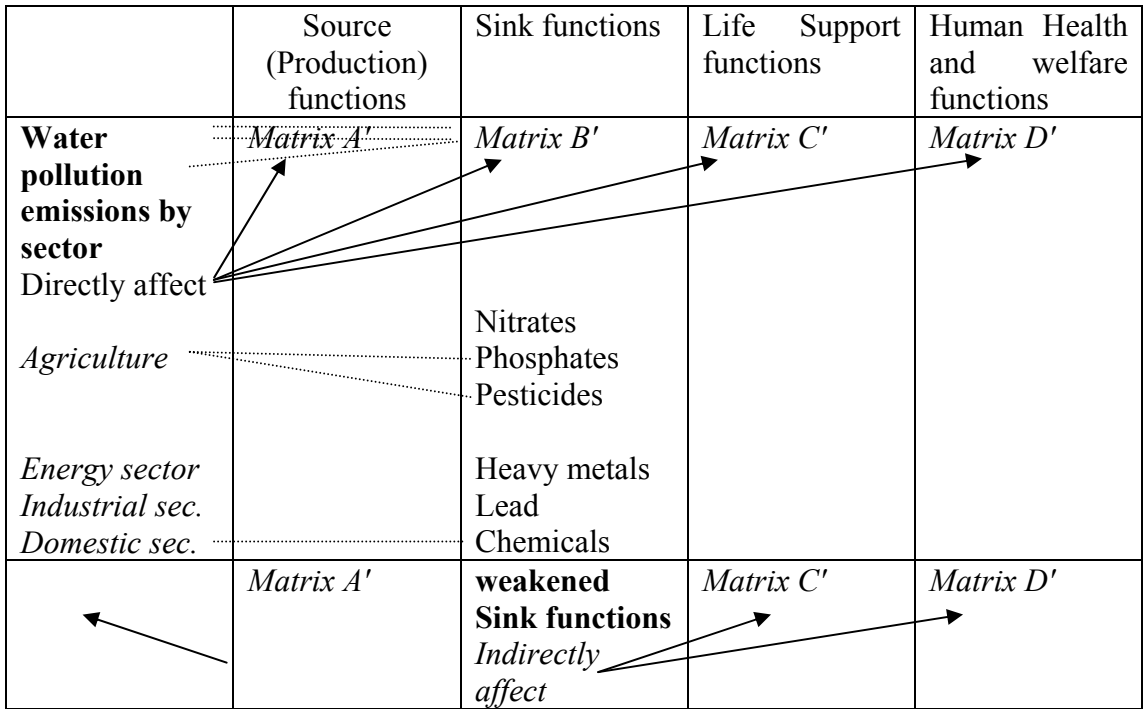 Source
(Production)
functions
Sink functions
Life Support
functions
Human Health
and welfare
functions
Water
pollution
emissions by
sector
Directly affect
Agriculture
Energy sector
Industrial sec.
Domestic sec.
Matrix A'
Matrix B'
Nitrates
Phosphates
Pesticides
Heavy metals
Lead
Chemicals
Matrix C'
Matrix D'
Matrix A'
weakened
Sink functions
Indirectly
affect
Matrix C'
Matrix D'